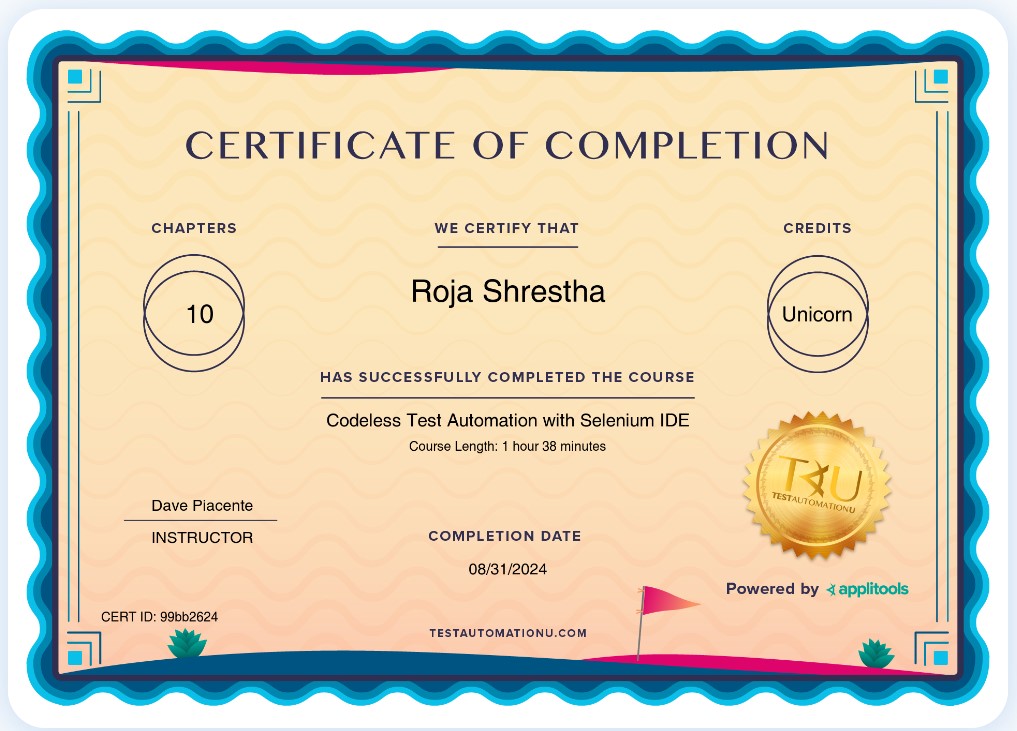 CERTIFICATE OF COMPLETION
CHAPTERS
10
WE CERTIFY THAT
Roja Shrestha
CREDITS
Unicorn
HAS SUCCESSFULLY COMPLETED THE COURSE
Codeless Test Automation with Selenium IDE
Course Length: 1 hour 38 minutes
Dave Piacente
INSTRUCTOR
COMPLETION DATE
08/31/2024
TAU
TESTAUTOMATIONU
Powered by applitools
CERT ID: 99bb2624
TESTAUTOMATIONU.COM